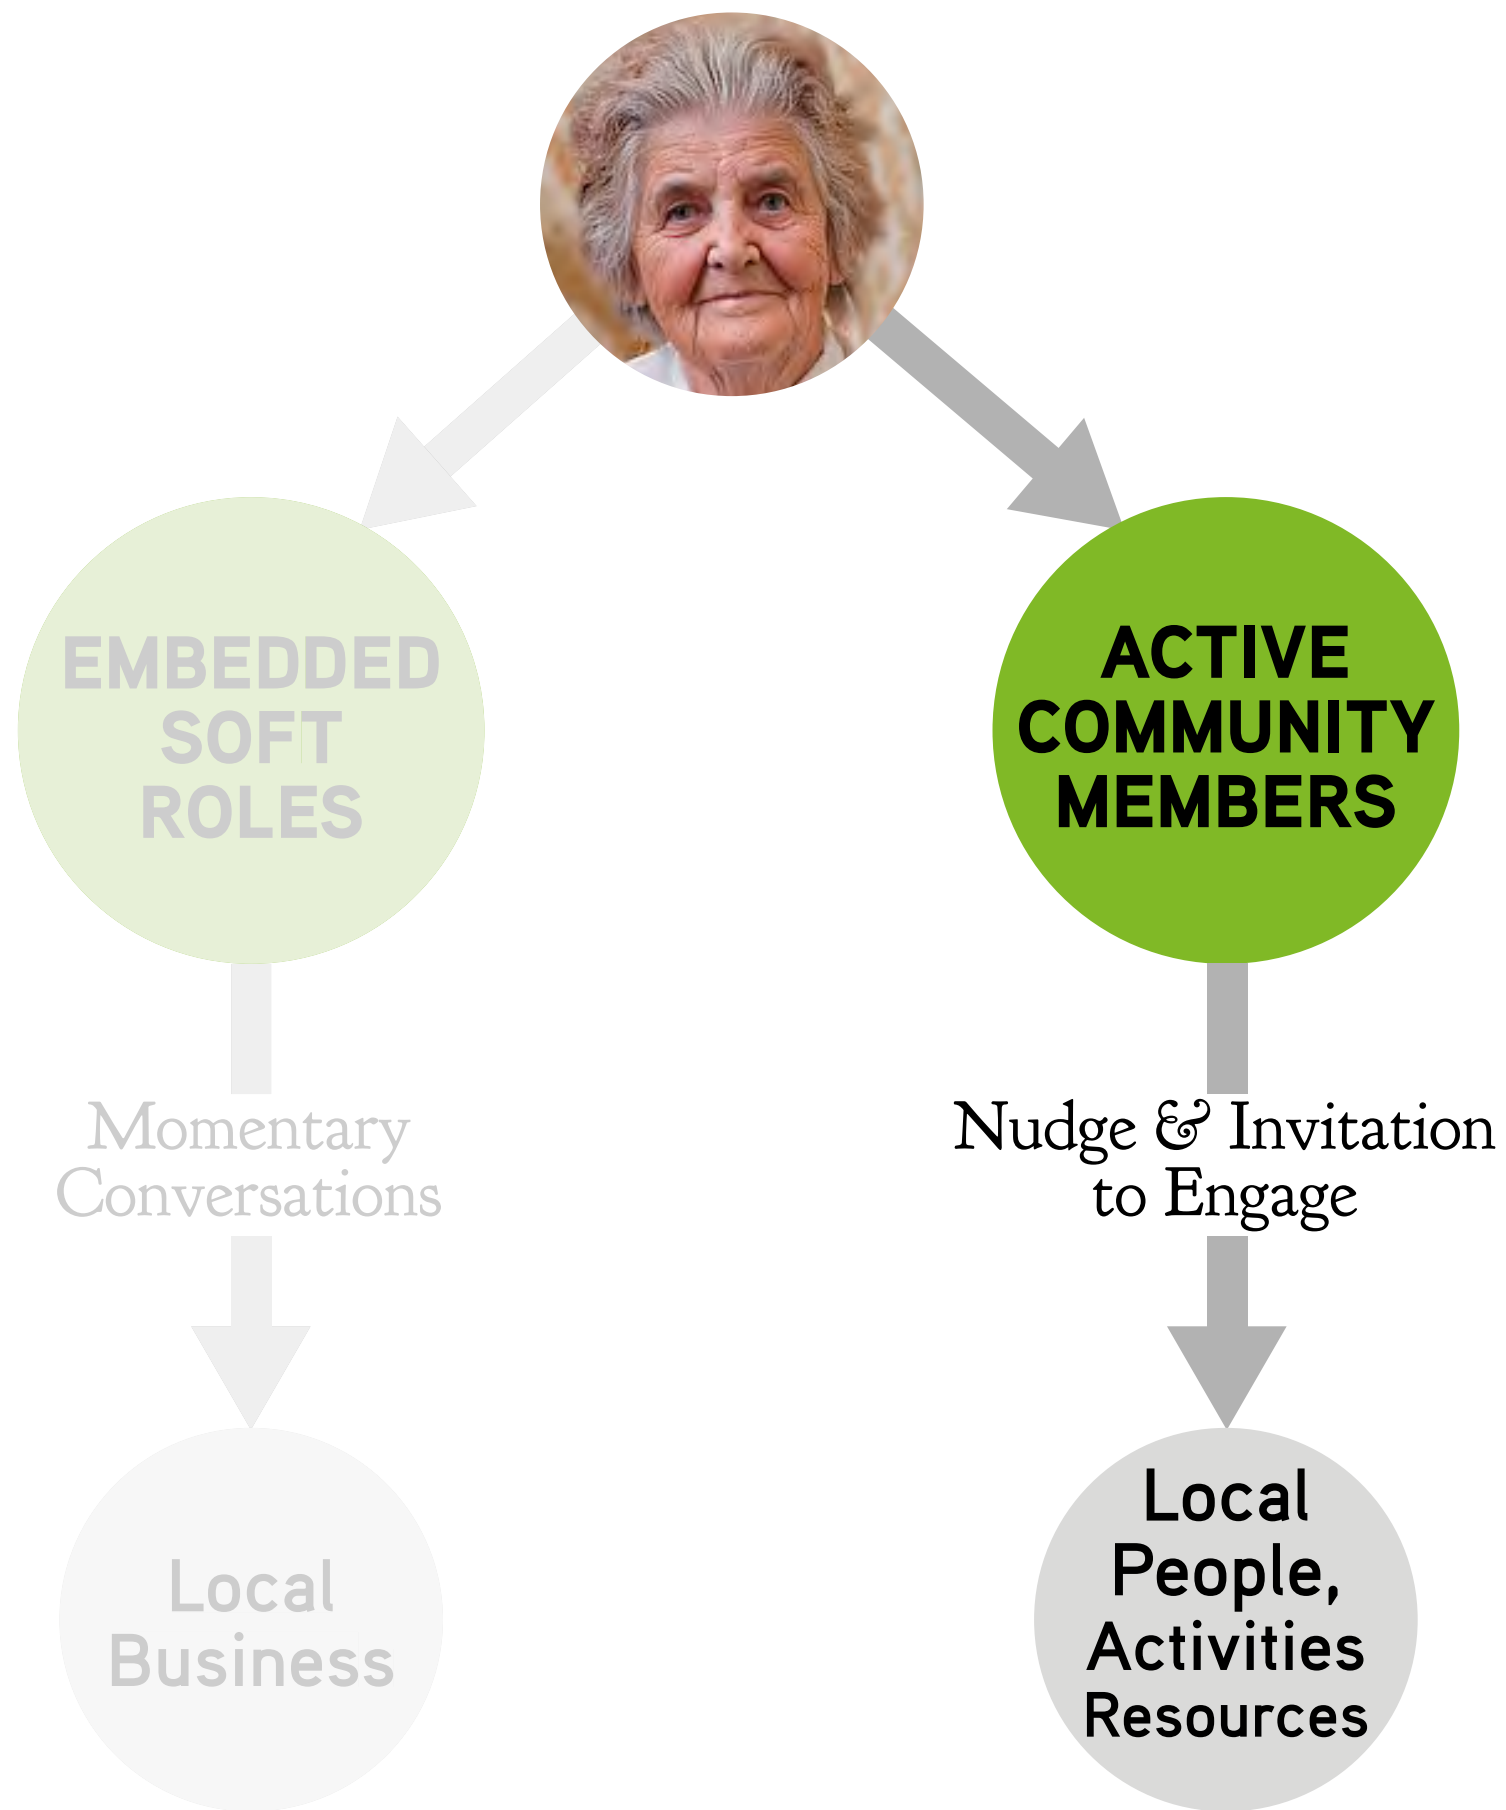 EMBEDDED
SOFT
ROLES
ACTIVE
COMMUNITY
MEMBERS
Momentary
Conversations
Nudge & Invitation
to Engage
Local
Business
Local
People,
Activities
Resources